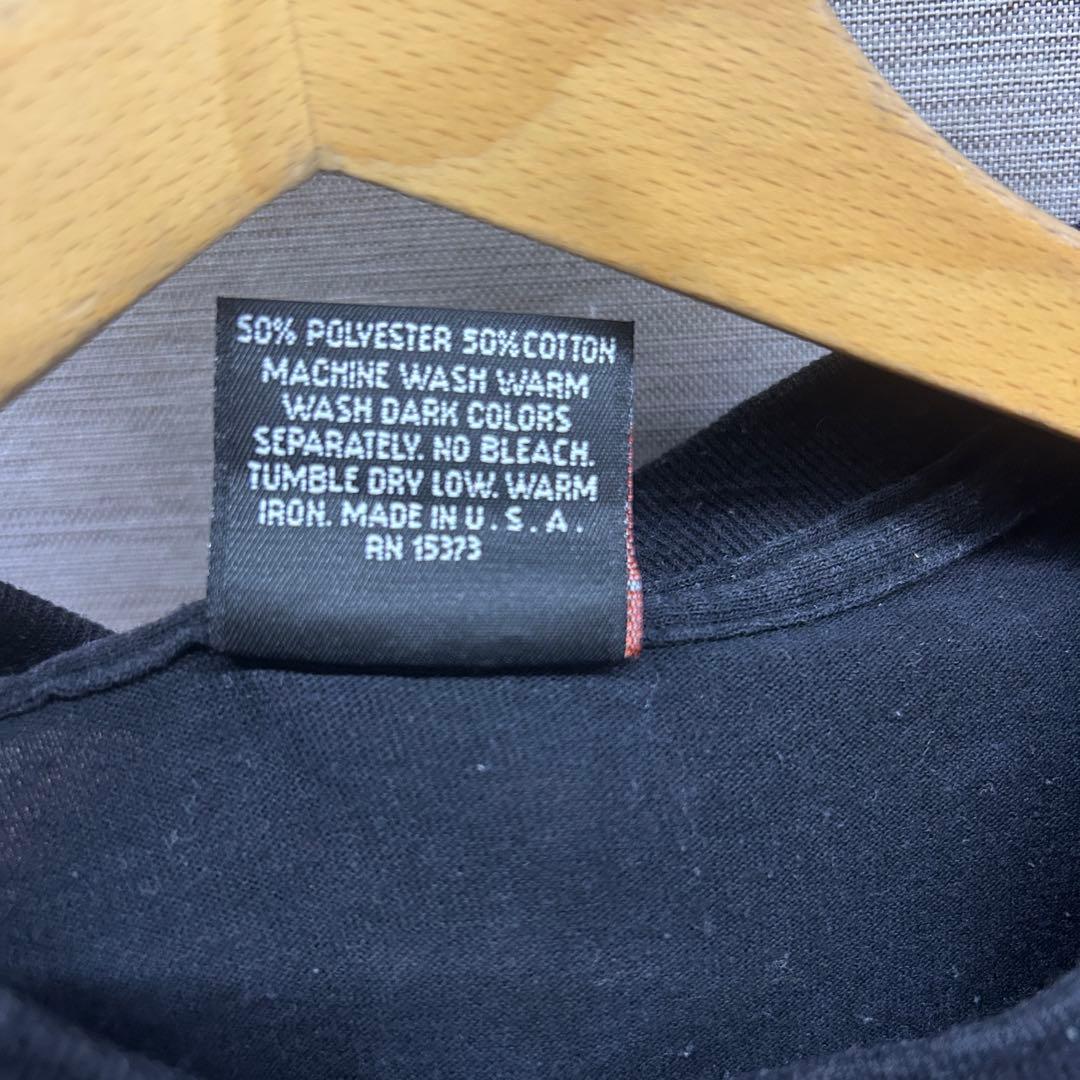 50% POLYESTER 50% COTTON
MACHINE WASH WARM
WASH DARK COLORS
SEPARATELY. NO BLEACH.
TUMBLE DRY LOW. WARM
IRON. MADE IN U.S.A.
RN 15373